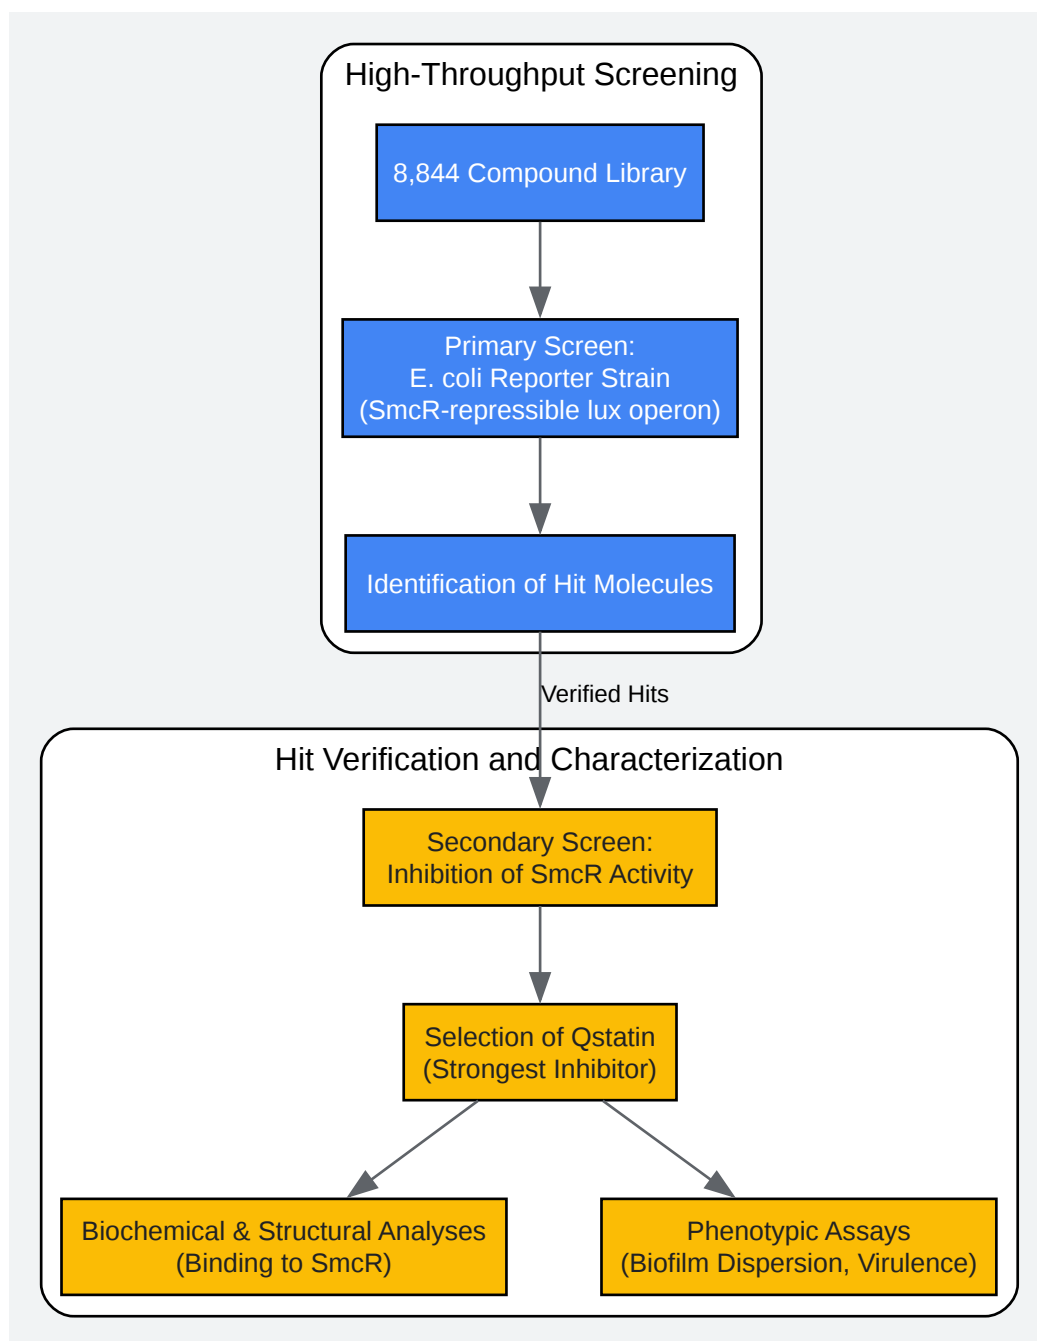 High-Throughput Screening
8,844 Compound Library
Primary Screen:
E. coli Reporter Strain
(SmcR-repressible lux operon)
Identification of Hit Molecules
Verified Hits
Hit Verification and Characterization
Secondary Screen:
Inhibition of SmcR Activity
Selection of Qstatin
(Strongest Inhibitor)
Biochemical & Structural Analyses
(Binding to SmcR)
Phenotypic Assays
(Biofilm Dispersion, Virulence)